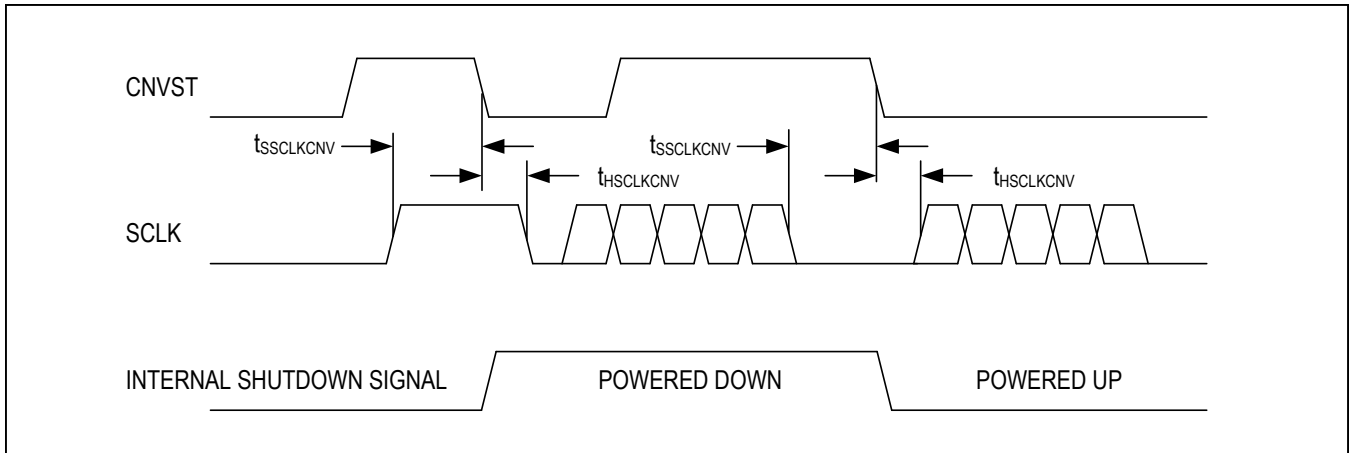 CNVST
tSSCLKCNV
tSSCLKCNV
tHSCLKCNV
tHSCLKCNV
SCLK
INTERNAL SHUTDOWN SIGNAL
POWERED DOWN
POWERED UP